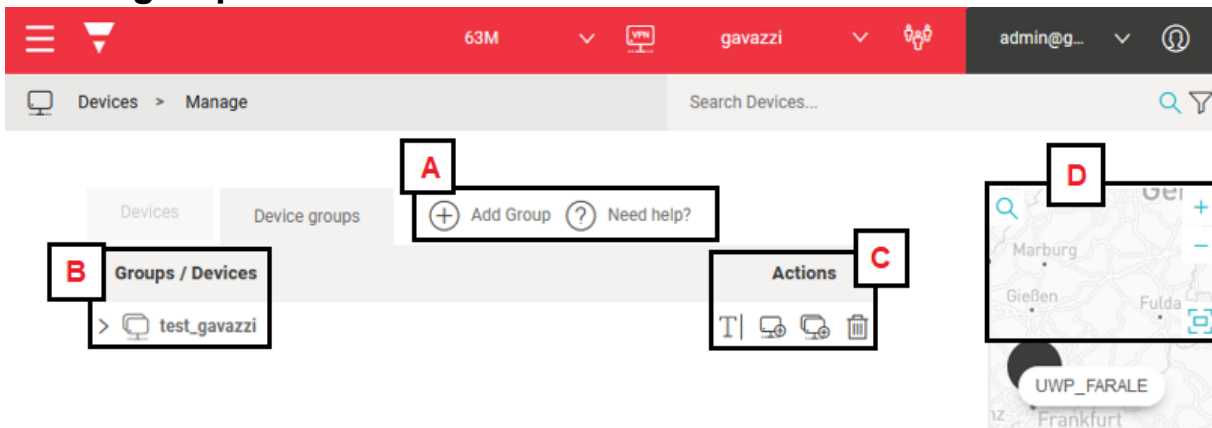 63M
VPN
gavazzi
admin@g...
Devices > Manage
Search Devices...
A
D
Devices
Device groups
Add Group
Need help?
B
Groups / Devices
Actions
C
test_gavazzi
Marburg
Gießen
Fulda
UWP_FARALE
Frankfurt